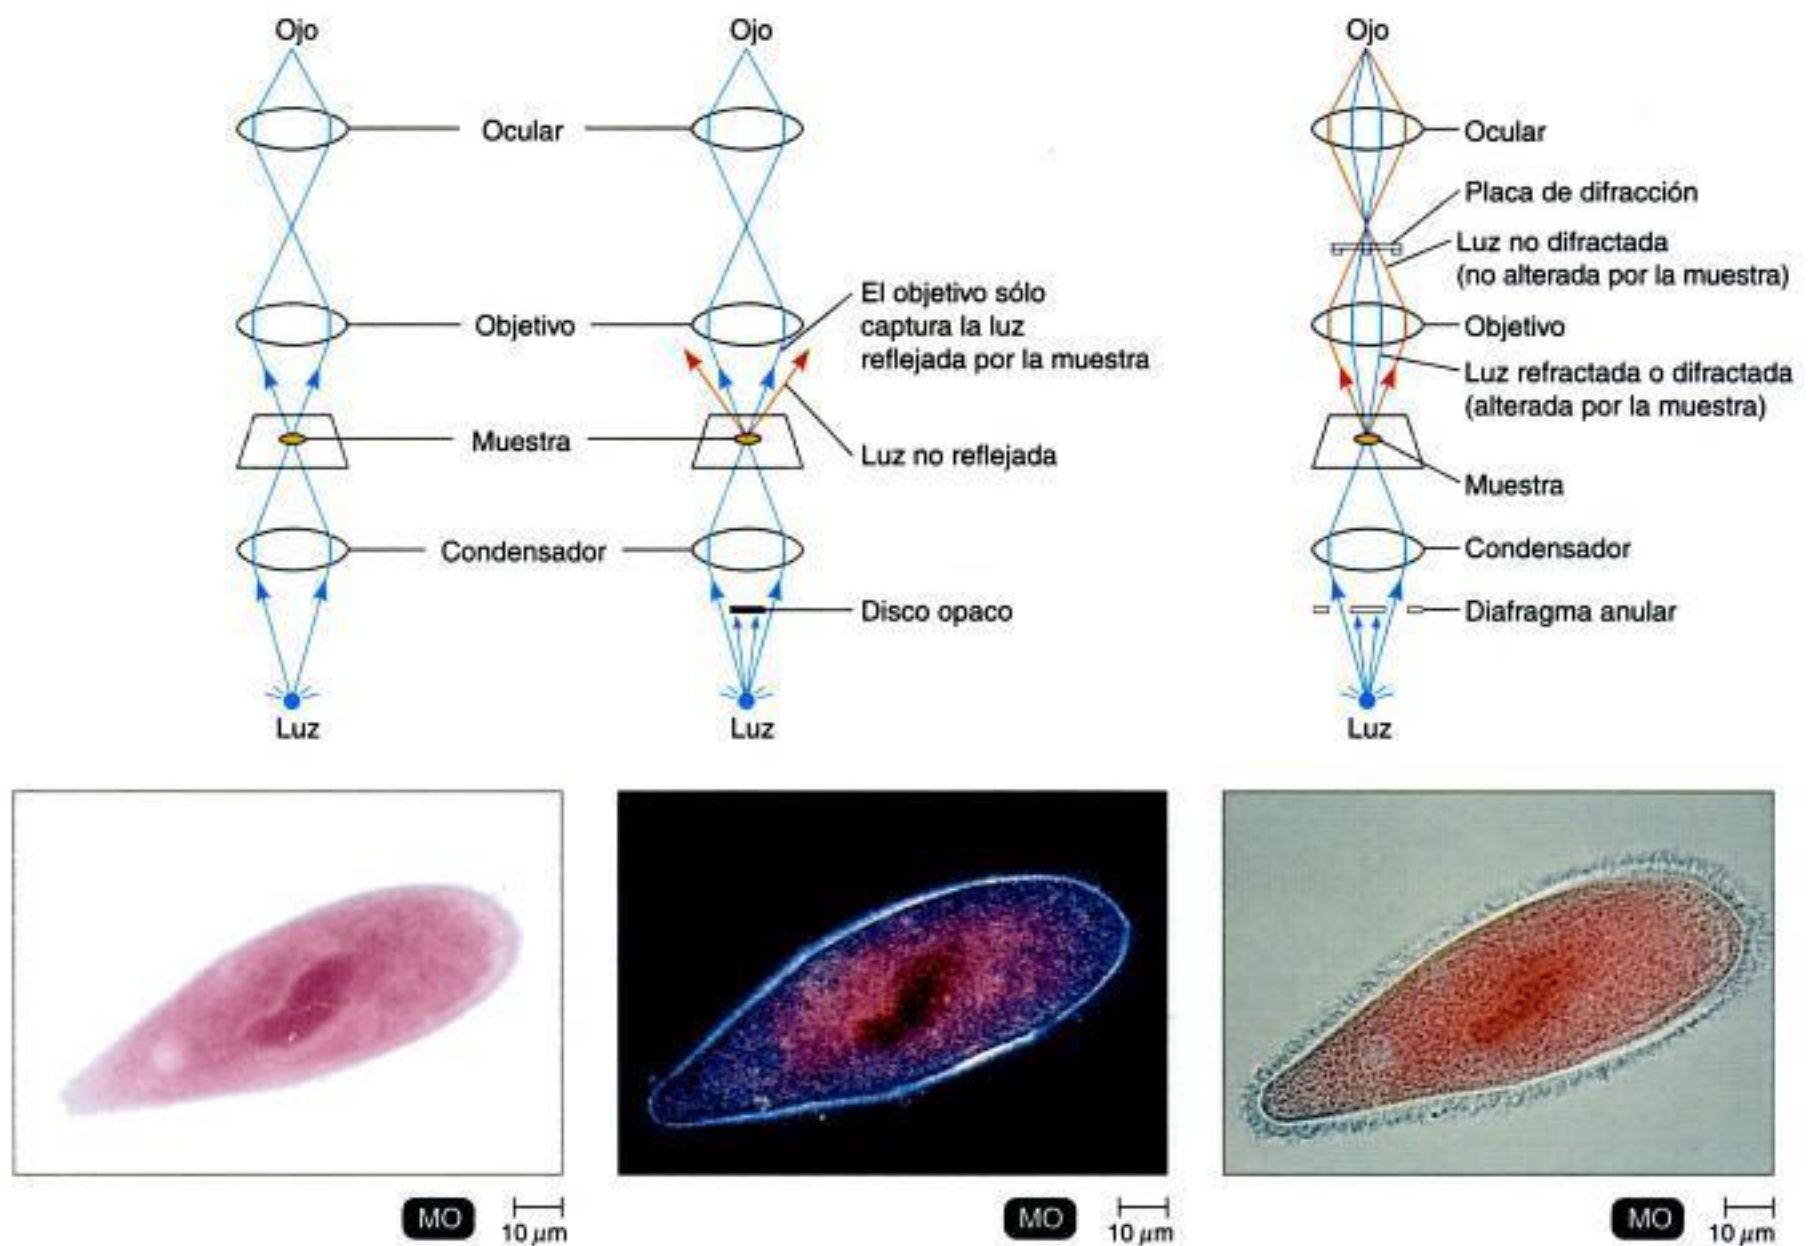 Ojo
Ojo
Ojo
Ocular
Ocular
Placa de difracción
Luz no difractada
(no alterada por la muestra)
El objetivo sólo
captura la luz
reflejada por la muestra
Objetivo
Objetivo
Luz refractada o difractada
(alterada por la muestra)
Muestra
Luz no reflejada
Muestra
Condensador
Condensador
Disco opaco
Diafragma anular
Luz
Luz
Luz
MO
10 μm
MO
10 μm
MO
10 μm